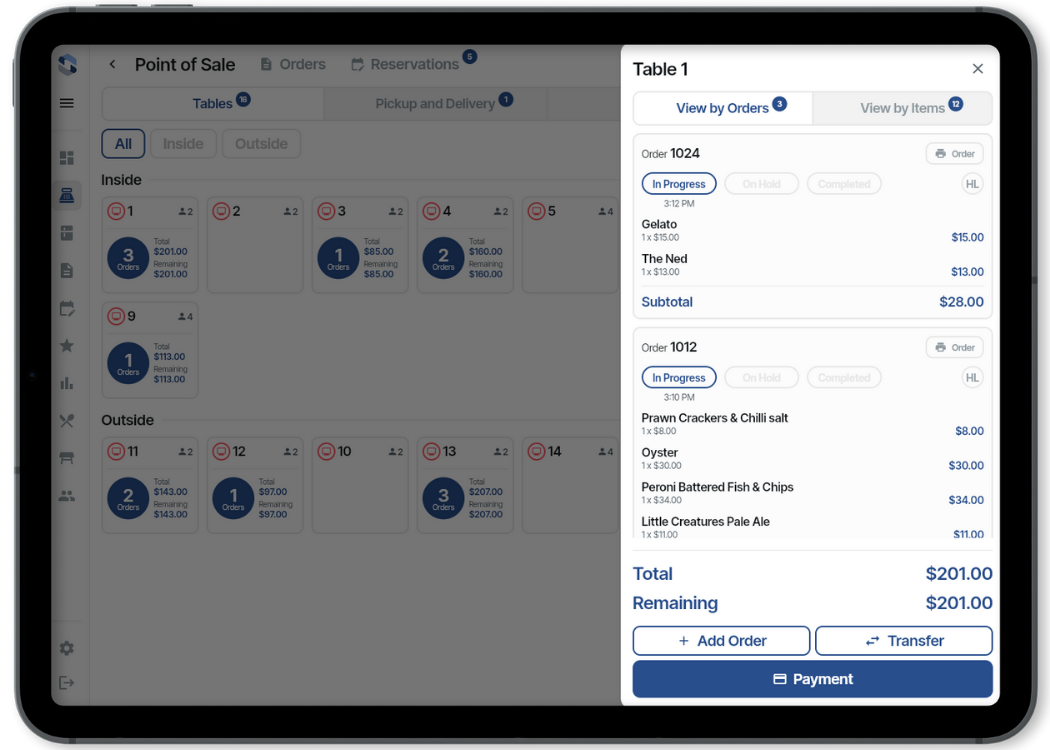 Point of Sale
Orders
Reservations 5
Tables 16
Pickup and Delivery 1
All
Inside
Outside
Inside
1 2
3 Orders
Total
$201.00
Remaining
$201.00
2 2
3 2
1 Orders
Total
$85.00
Remaining
$85.00
4 2
2 Orders
Total
$160.00
Remaining
$160.00
5 4
9 4
1 Orders
Total
$113.00
Remaining
$113.00
Outside
11 2
2 Orders
Total
$143.00
Remaining
$143.00
12 2
1 Orders
Total
$97.00
Remaining
$97.00
10 2
13 2
3 Orders
Total
$207.00
Remaining
$207.00
14 4
Table 1
View by Orders 3
View by Items 12
Order 1024
Order
In Progress
On Hold
Completed
HL
3:12 PM
Gelato
1 x $15.00
$15.00
The Ned
1 x $13.00
$13.00
Subtotal
$28.00
Order 1012
Order
In Progress
On Hold
Completed
HL
3:10 PM
Prawn Crackers & Chilli salt
1 x $8.00
$8.00
Oyster
1 x $30.00
$30.00
Peroni Battered Fish & Chips
1 x $34.00
$34.00
Little Creatures Pale Ale
1 x $11.00
$11.00
Total
$201.00
Remaining
$201.00
+ Add Order
Transfer
Payment